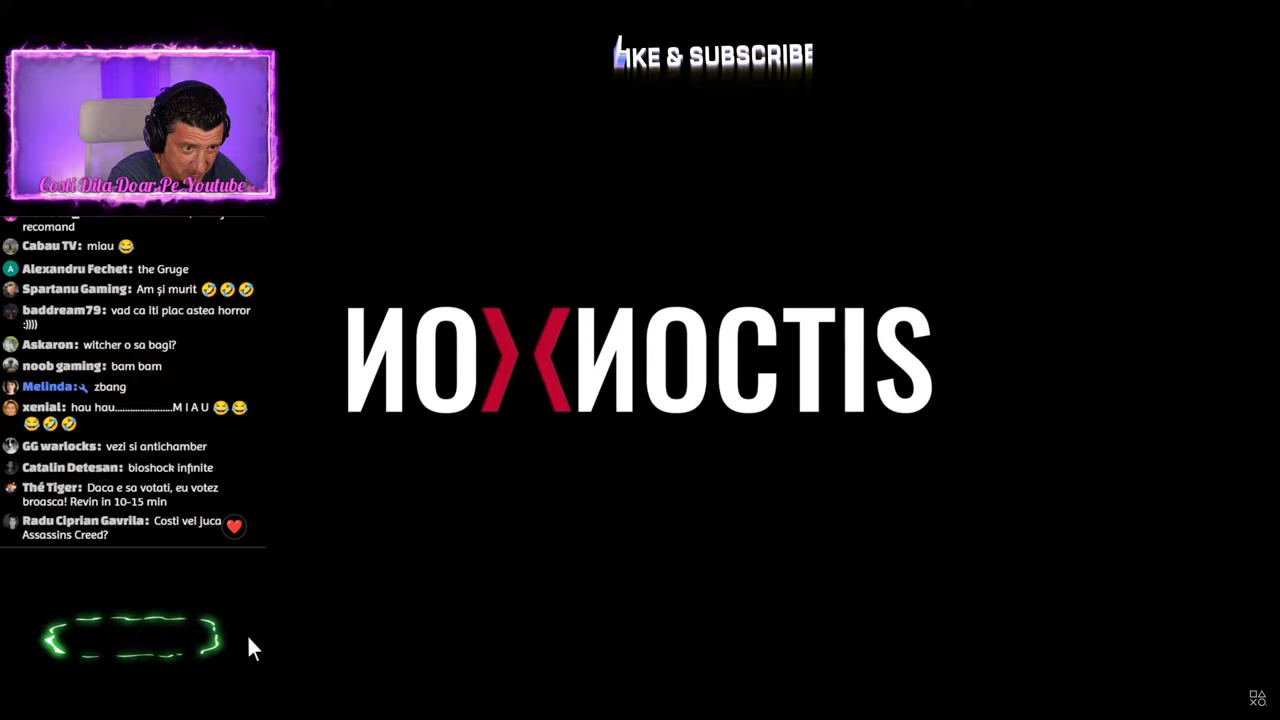 LIKE & SUBSCRIBE
Costi Dita Doar Pe Youtube
recomand
Cabau TV: miau 😂
Alexandru Fechet: the Gruge
Spartanu Gaming: Am și murit 🤣 🤣 🤣
baddream79: vad ca iti plac astea horror
:))))
Askaron: witcher o sa bagi?
noob gaming: bam bam
Melinda: zbang
xenial: hau hau.......................M I A U 😂 😂
😂 🤣 🤣
GG warlocks: vezi si antichamber
Catalin Detesan: bioshock infinite
Thé Tiger: Daca e sa votati, eu votez
broasca! Revin in 10-15 min
Radu Ciprian Gavrila: Costi vei juca
Assassins Creed?
ИOXИOCTIS